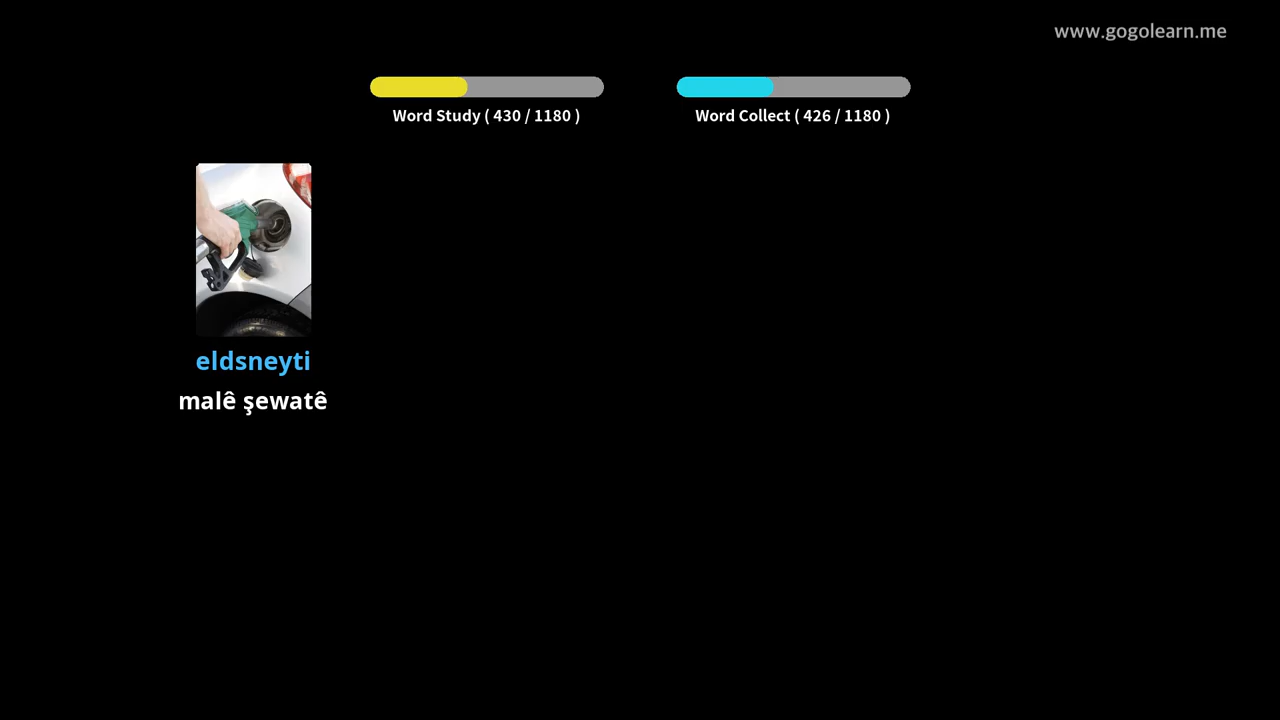 www.gogolearn.me
Word Study ( 430 / 1180 )
Word Collect ( 426 / 1180 )
eldsneyti
malê şewatê